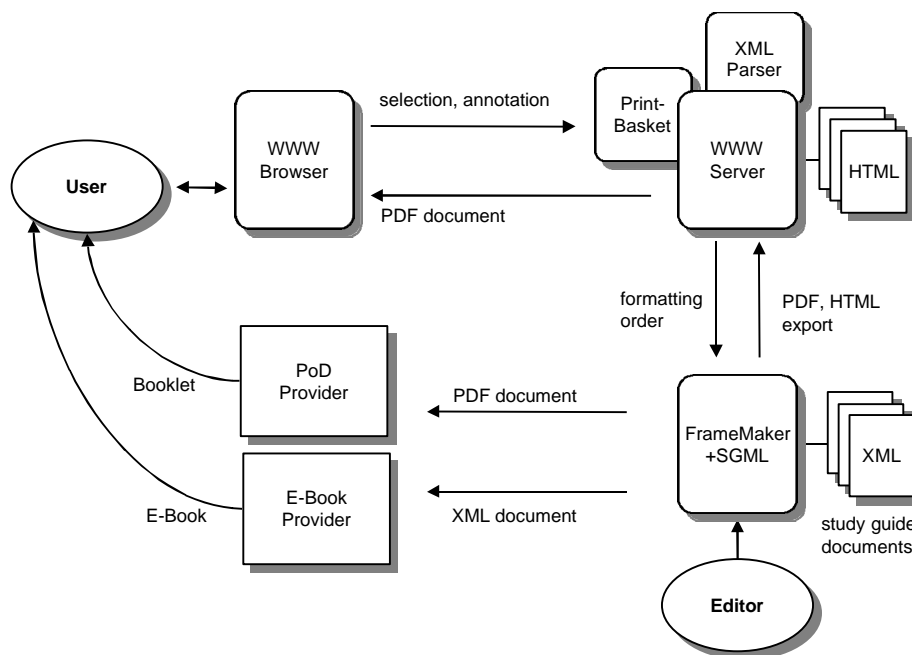 XML
Parser
Print-
Basket
selection, annotation
WWW
Browser
WWW
Server
HTML
User
PDF document
formatting
order
PDF, HTML
export
PoD
Provider
Booklet
PDF document
FrameMaker
+SGML
XML
E-Book
Provider
E-Book
XML document
study guide
documents
Editor